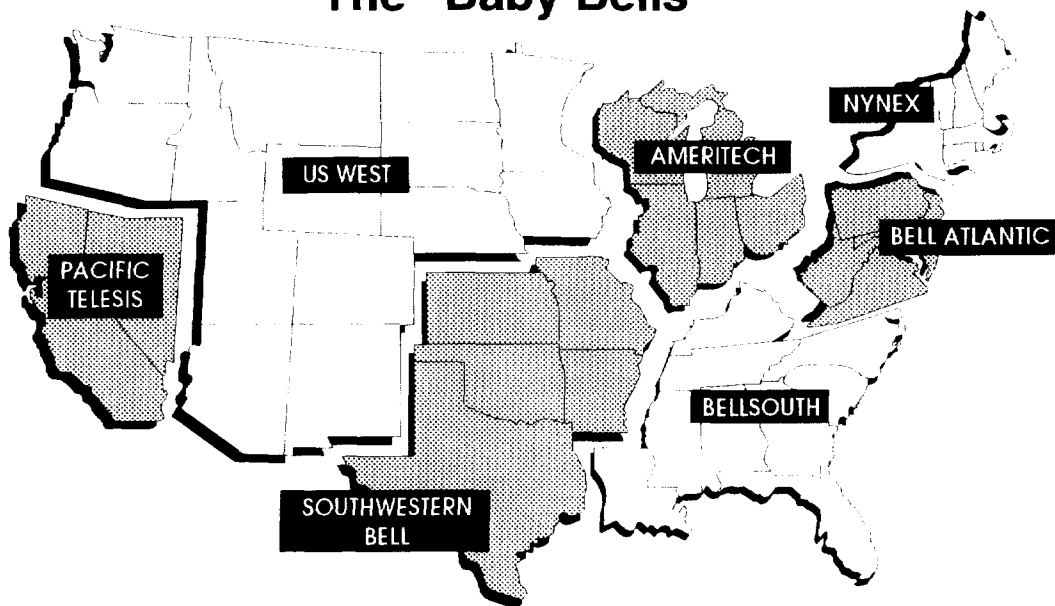 The "Baby Bells"
NYNEX
AMERITECH
US WEST
BELL ATLANTIC
PACIFIC
TELESIS
BELLSOUTH
SOUTHWESTERN
BELL